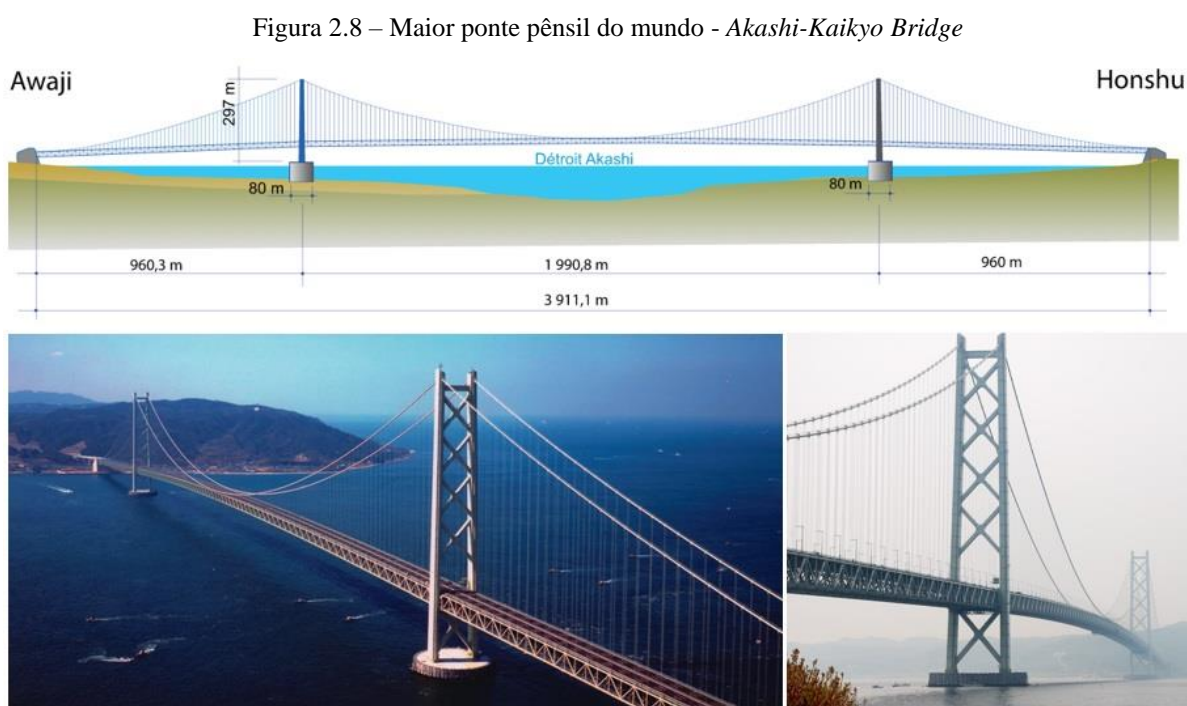 Figura 2.8 – Maior ponte pênsil do mundo - Akashi-Kaikyo Bridge
Awaji
Honshu
297 m
Détroit Akashi
80 m
80 m
960,3 m
1 990,8 m
960 m
3 911,1 m